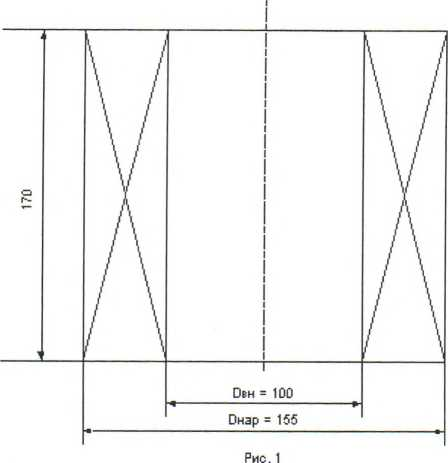 170
Dвн = 100
Dнар = 155
Рис. 1